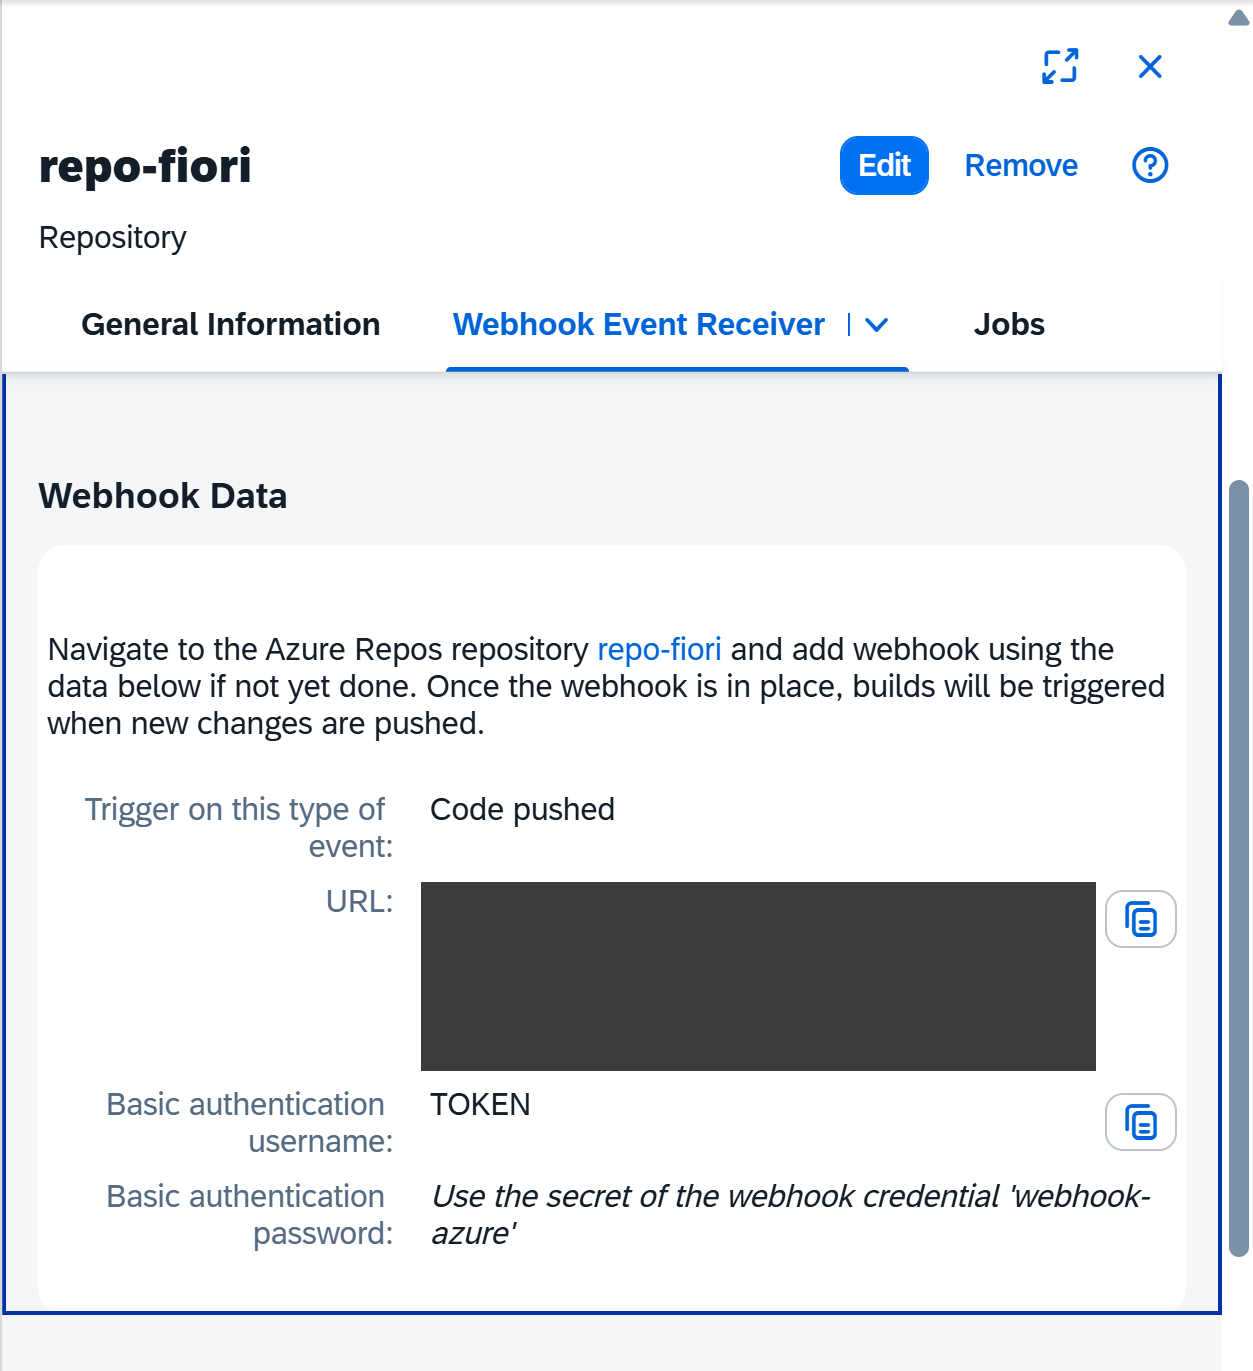 repo-fiori
Edit
Remove
Repository
General Information
Webhook Event Receiver
Jobs
Webhook Data
Navigate to the Azure Repos repository repo-fiori and add webhook using the
data below if not yet done. Once the webhook is in place, builds will be triggered
when new changes are pushed.
Trigger on this type of
event:
Code pushed
URL:
Basic authentication
username:
TOKEN
Basic authentication
password:
Use the secret of the webhook credential 'webhook-
azure'